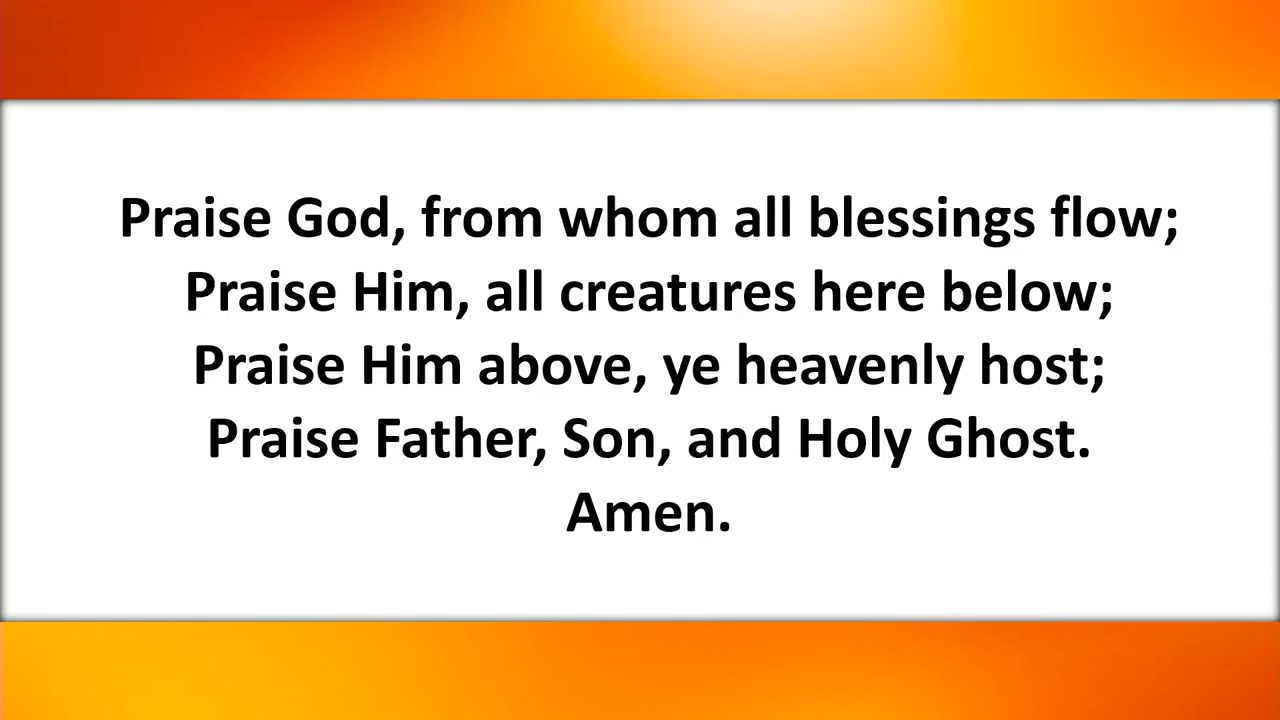 Praise God, from whom all blessings flow;
Praise Him, all creatures here below;
Praise Him above, ye heavenly host;
Praise Father, Son, and Holy Ghost.
Amen.